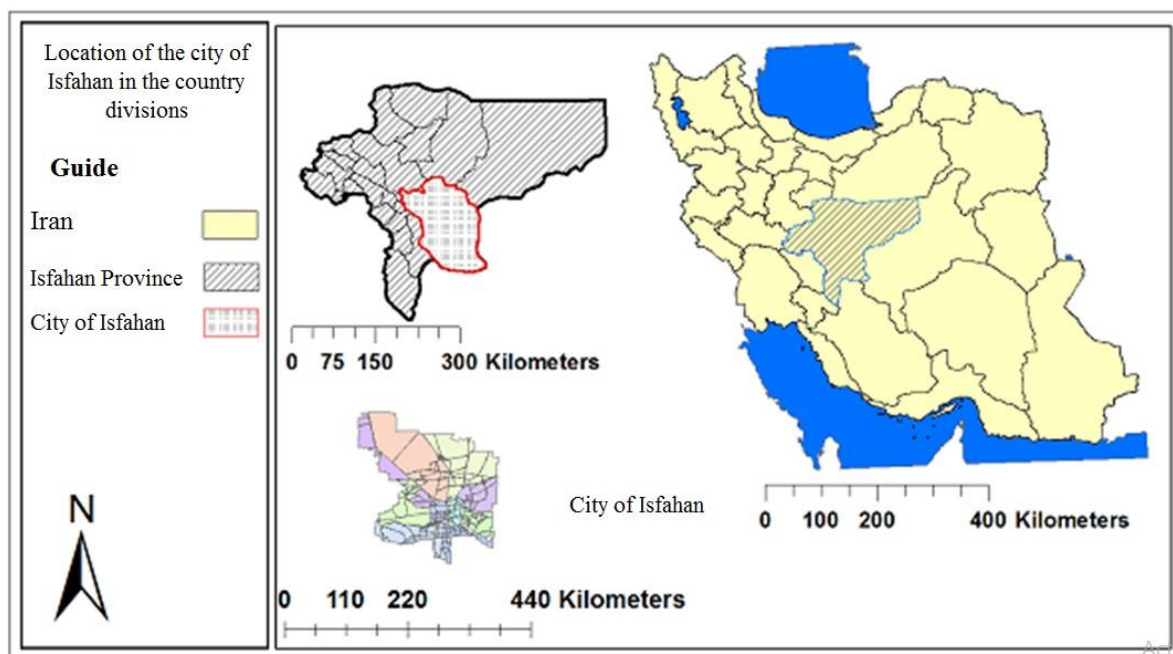 Location of the city of
Isfahan in the country
divisions
Guide
Iran
Isfahan Province
City of Isfahan
N
0 75 150 300 Kilometers
City of Isfahan
0 100 200 400 Kilometers
0 110 220 440 Kilometers